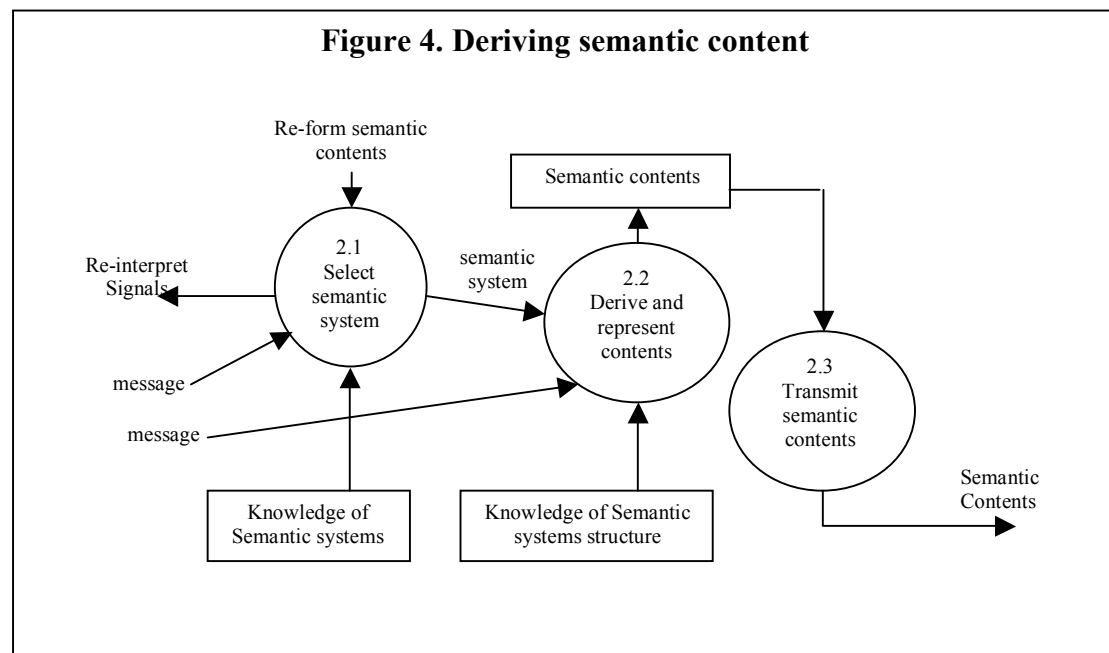 Figure 4. Deriving semantic content
Re-form semantic
contents
Semantic contents
2.1
Select
semantic
system
Re-interpret
Signals
semantic
system
2.2
Derive and
represent
contents
message
message
2.3
Transmit
semantic
contents
Knowledge of
Semantic systems
Knowledge of Semantic
systems structure
Semantic
Contents